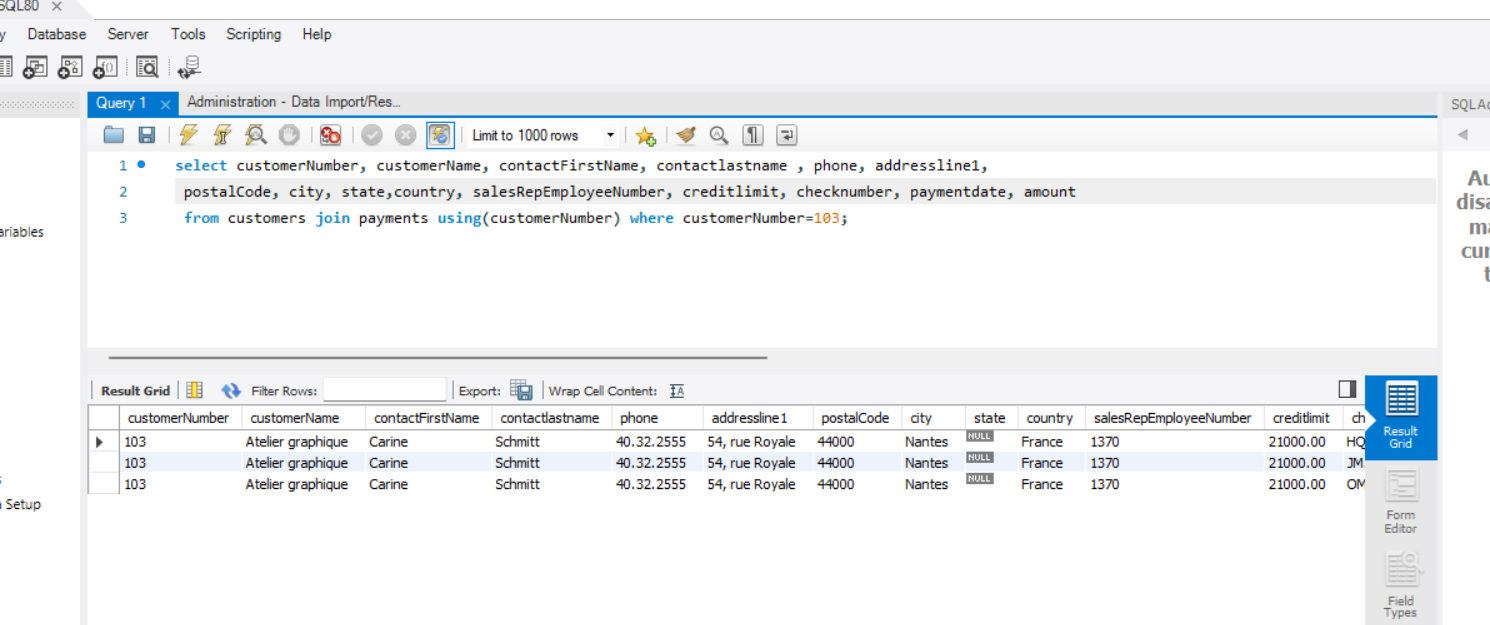 SQL80 ×
y Database Server Tools Scripting Help
Query 1 × Administration - Data Import/Res...
SQLAd
Limit to 1000 rows
1 select customerNumber, customerName, contactFirstName, contactlastname , phone, addressline1,
2 postalCode, city, state,country, salesRepEmployeeNumber, creditlimit, checknumber, paymentdate, amount
3 from customers join payments using(customerNumber) where customerNumber=103;
Au
disa
ma
cur
t
ariables
s
n Setup
Result Grid Filter Rows: Export: Wrap Cell Content:
customerNumber customerName contactFirstName contactlastname phone addressline1 postalCode city state country salesRepEmployeeNumber creditlimit ch
103 Atelier graphique Carine Schmitt 40.32.2555 54, rue Royale 44000 Nantes NULL France 1370 21000.00 HQ
103 Atelier graphique Carine Schmitt 40.32.2555 54, rue Royale 44000 Nantes NULL France 1370 21000.00 JM
103 Atelier graphique Carine Schmitt 40.32.2555 54, rue Royale 44000 Nantes NULL France 1370 21000.00 OM
Result
Grid
Form
Editor
Field
Types